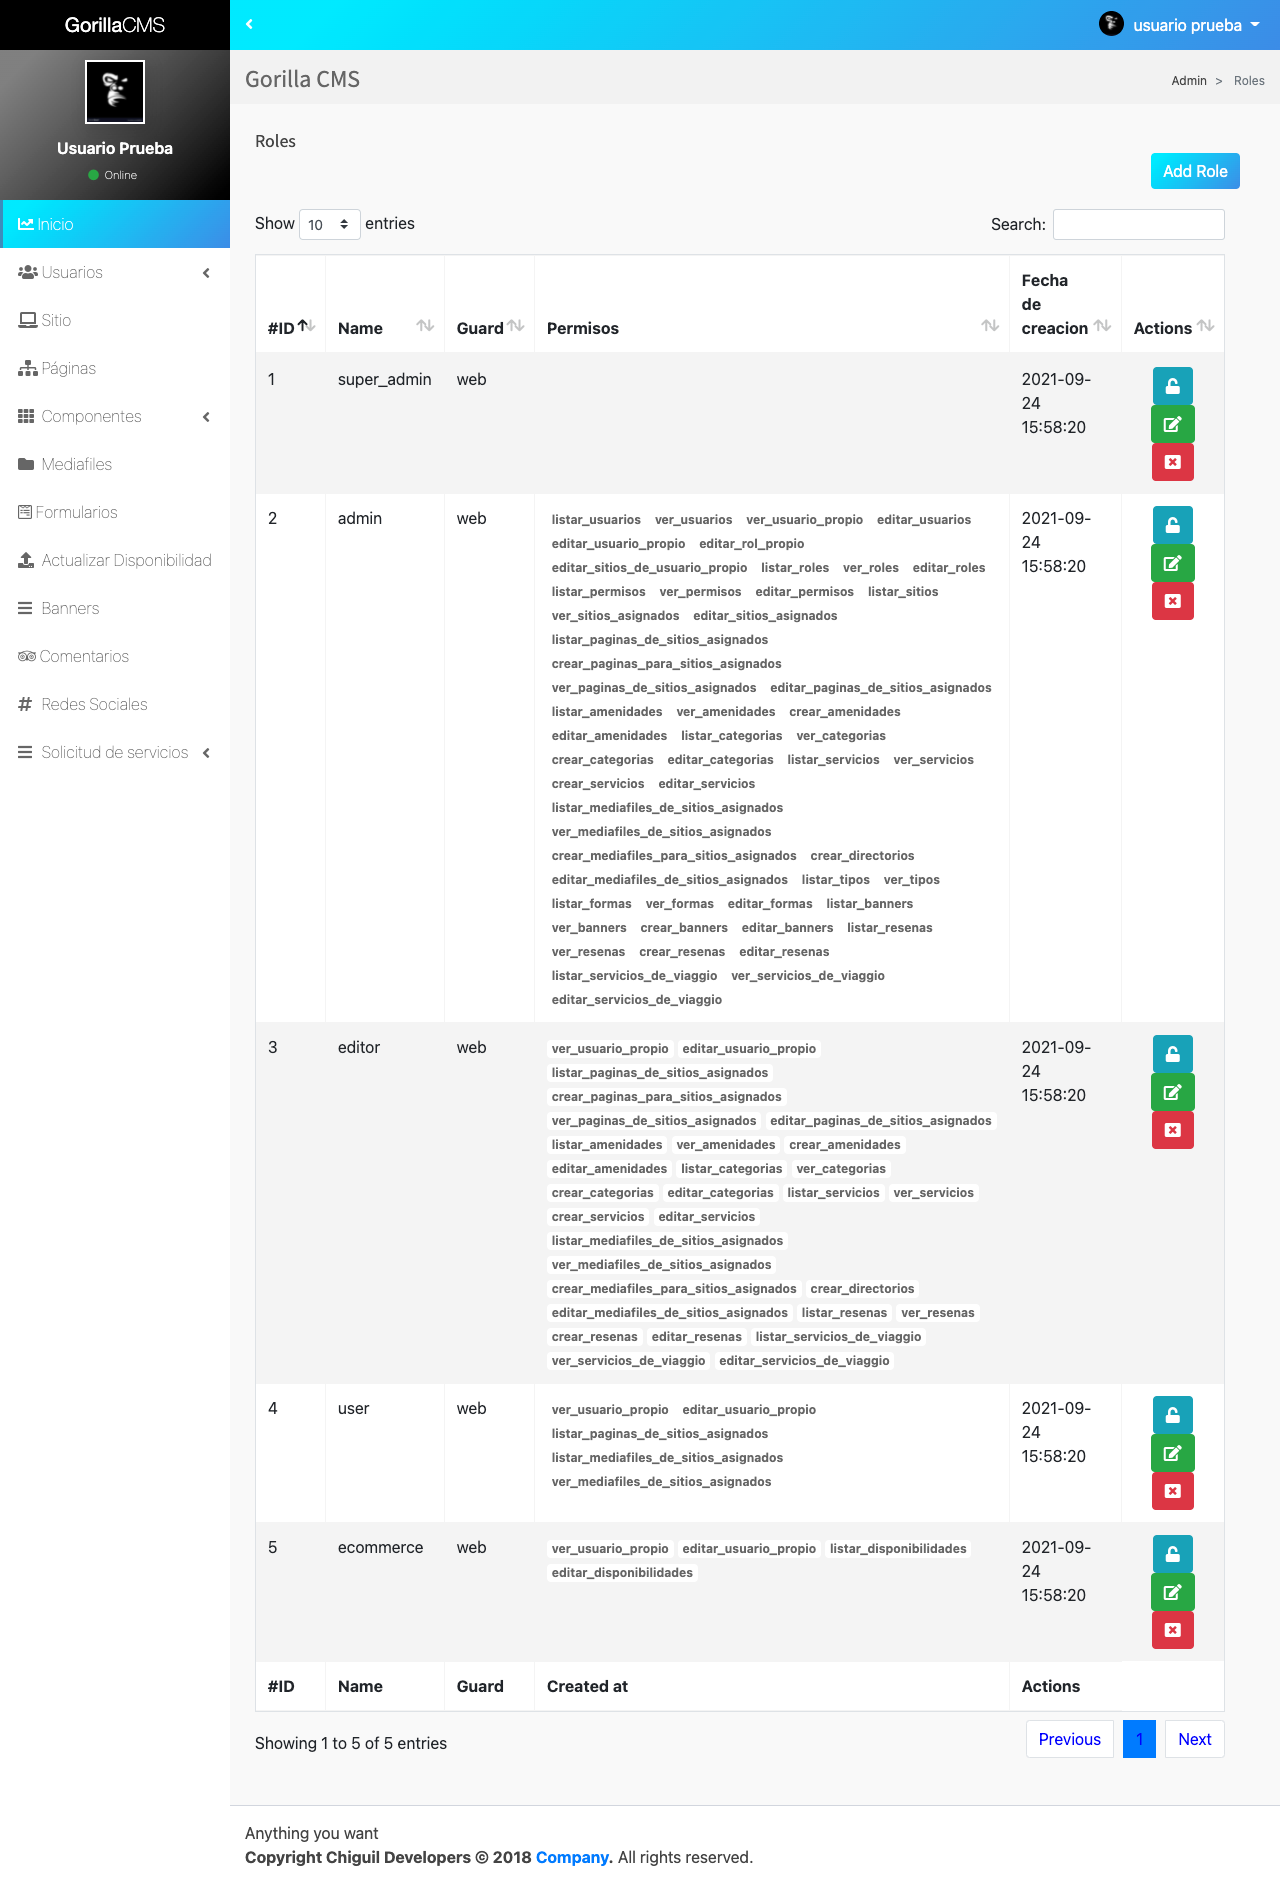 GorillaCMS
usuario prueba
Usuario Prueba
Online
Inicio
Usuarios
Sitio
Páginas
Componentes
Mediafiles
Formularios
Actualizar Disponibilidad
Banners
Comentarios
Redes Sociales
Solicitud de servicios
Gorilla CMS
Admin > Roles
Roles
Add Role
Show 10 entries
Search:
#ID Name Guard Permisos Fecha de creacion Actions
1 super_admin web 2021-09-24 15:58:20
2 admin web 2021-09-24 15:58:20
listar_usuarios ver_usuarios ver_usuario_propio editar_usuarios
editar_usuario_propio editar_rol_propio
editar_sitios_de_usuario_propio listar_roles ver_roles editar_roles
listar_permisos ver_permisos editar_permisos listar_sitios
ver_sitios_asignados editar_sitios_asignados
listar_paginas_de_sitios_asignados
crear_paginas_para_sitios_asignados
ver_paginas_de_sitios_asignados editar_paginas_de_sitios_asignados
listar_amenidades ver_amenidades crear_amenidades
editar_amenidades listar_categorias ver_categorias
crear_categorias editar_categorias listar_servicios ver_servicios
crear_servicios editar_servicios
listar_mediafiles_de_sitios_asignados
ver_mediafiles_de_sitios_asignados
crear_mediafiles_para_sitios_asignados crear_directorios
editar_mediafiles_de_sitios_asignados listar_tipos ver_tipos
listar_formas ver_formas editar_formas listar_banners
ver_banners crear_banners editar_banners listar_resenas
ver_resenas crear_resenas editar_resenas
listar_servicios_de_viaggio ver_servicios_de_viaggio
editar_servicios_de_viaggio
3 editor web 2021-09-24 15:58:20
ver_usuario_propio editar_usuario_propio
listar_paginas_de_sitios_asignados
crear_paginas_para_sitios_asignados
ver_paginas_de_sitios_asignados editar_paginas_de_sitios_asignados
listar_amenidades ver_amenidades crear_amenidades
editar_amenidades listar_categorias ver_categorias
crear_categorias editar_categorias listar_servicios ver_servicios
crear_servicios editar_servicios
listar_mediafiles_de_sitios_asignados
ver_mediafiles_de_sitios_asignados
crear_mediafiles_para_sitios_asignados crear_directorios
editar_mediafiles_de_sitios_asignados listar_resenas ver_resenas
crear_resenas editar_resenas listar_servicios_de_viaggio
ver_servicios_de_viaggio editar_servicios_de_viaggio
4 user web 2021-09-24 15:58:20
ver_usuario_propio editar_usuario_propio
listar_paginas_de_sitios_asignados
listar_mediafiles_de_sitios_asignados
ver_mediafiles_de_sitios_asignados
5 ecommerce web 2021-09-24 15:58:20
ver_usuario_propio editar_usuario_propio listar_disponibilidades
editar_disponibilidades
#ID Name Guard Created at Actions
Showing 1 to 5 of 5 entries
Previous 1 Next
Anything you want
Copyright Chiguil Developers © 2018 Company. All rights reserved.